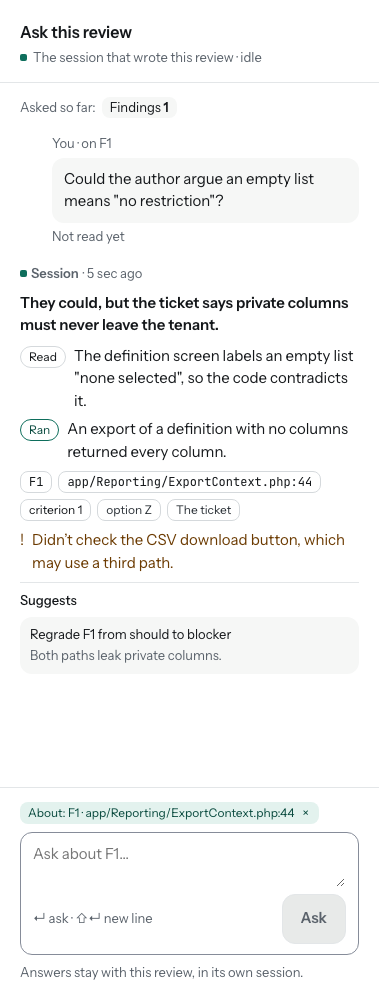 Ask this review
The session that wrote this review · idle
Asked so far: Findings 1
You · on F1
Could the author argue an empty list
means "no restriction"?
Not read yet
Session · 5 sec ago
They could, but the ticket says private columns
must never leave the tenant.
Read The definition screen labels an empty list
"none selected", so the code contradicts
it.
Ran An export of a definition with no columns
returned every column.
F1 app/Reporting/ExportContext.php:44
criterion 1 option Z The ticket
! Didn't check the CSV download button, which
may use a third path.
Suggests
Regrade F1 from should to blocker
Both paths leak private columns.
About: F1 · app/Reporting/ExportContext.php:44 ×
Ask about F1...
↵ ask · ⇧↵ new line
Ask
Answers stay with this review, in its own session.